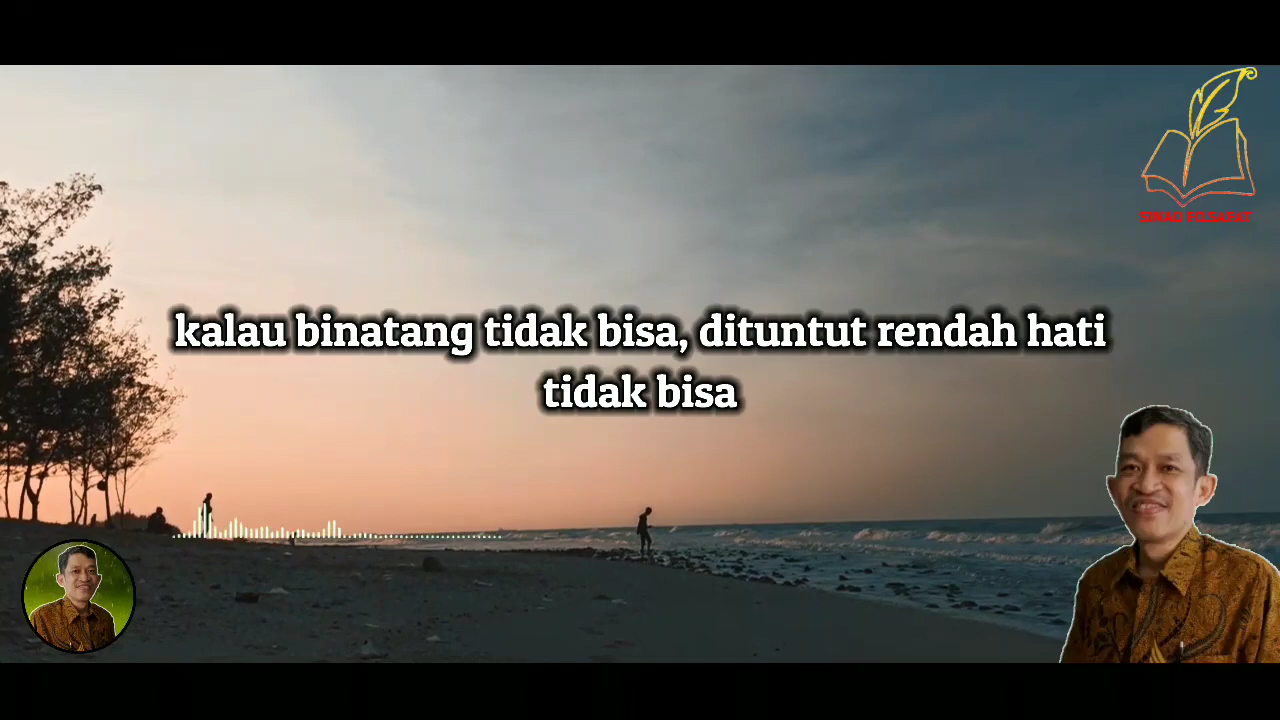 SINAU FILSAFAT
kalau binatang tidak bisa, dituntut rendah hati
tidak bisa